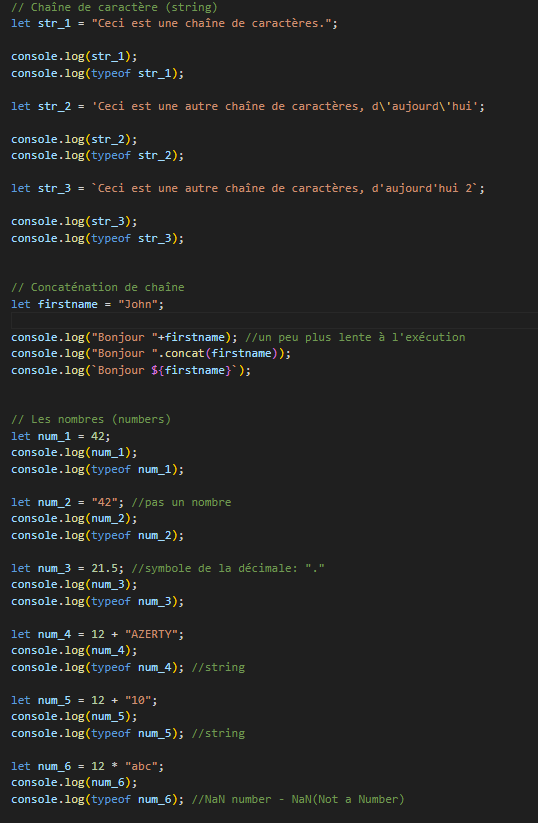 // Chaîne de caractère (string)
let str_1 = "Ceci est une chaîne de caractères.";
console.log(str_1);
console.log(typeof str_1);
let str_2 = 'Ceci est une autre chaîne de caractères, d\'aujourd\'hui';
console.log(str_2);
console.log(typeof str_2);
let str_3 = `Ceci est une autre chaîne de caractères, d'aujourd'hui 2`;
console.log(str_3);
console.log(typeof str_3);
// Concaténation de chaîne
let firstname = "John";
console.log("Bonjour "+firstname); //un peu plus lente à l'exécution
console.log("Bonjour ".concat(firstname));
console.log(`Bonjour ${firstname}`);
// Les nombres (numbers)
let num_1 = 42;
console.log(num_1);
console.log(typeof num_1);
let num_2 = "42"; //pas un nombre
console.log(num_2);
console.log(typeof num_2);
let num_3 = 21.5; //symbole de la décimale: "."
console.log(num_3);
console.log(typeof num_3);
let num_4 = 12 + "AZERTY";
console.log(num_4);
console.log(typeof num_4); //string
let num_5 = 12 + "10";
console.log(num_5);
console.log(typeof num_5); //string
let num_6 = 12 * "abc";
console.log(num_6);
console.log(typeof num_6); //NaN number - NaN(Not a Number)